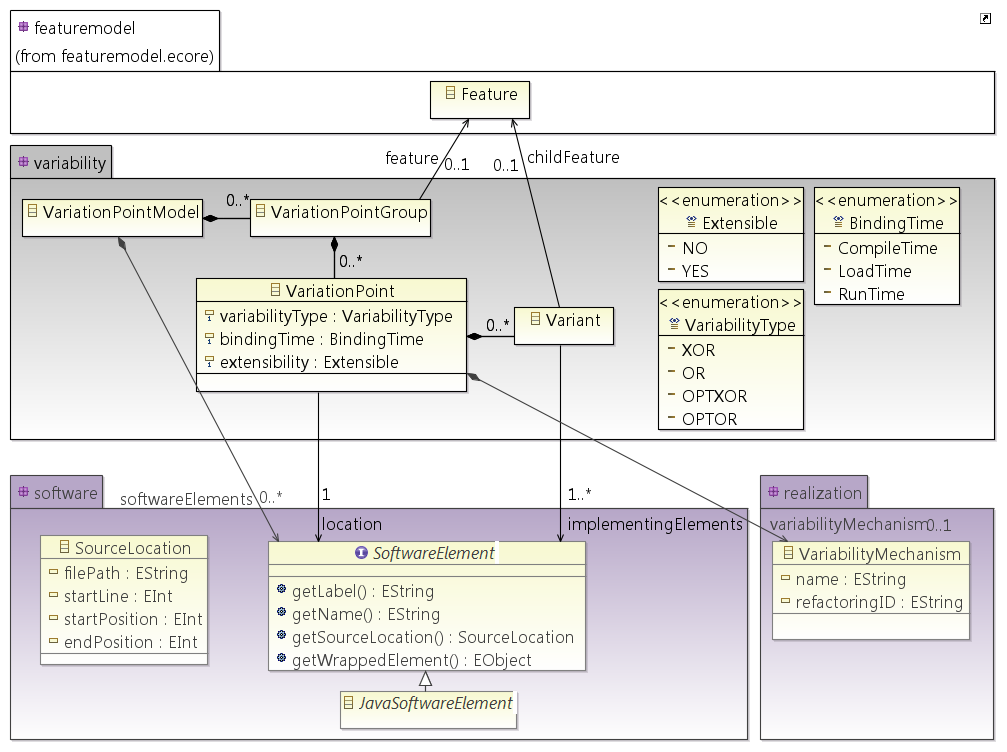 featuremodel
(from featuremodel.ecore)
Feature
feature
0..1
0..1
childFeature
variability
VariationPointModel
0..*
VariationPointGroup
0..*
VariationPoint
variabilityType : VariabilityType
bindingTime : BindingTime
extensibility : Extensible
0..*
Variant
<<enumeration>>
Extensible
NO
YES
<<enumeration>>
BindingTime
CompileTime
LoadTime
RunTime
<<enumeration>>
VariabilityType
XOR
OR
OPTXOR
OPTOR
software
softwareElements
0..*
1
location
1..*
implementingElements
SourceLocation
filePath : EString
startLine : EInt
startPosition : EInt
endPosition : EInt
SoftwareElement
getLabel() : EString
getName() : EString
getSourceLocation() : SourceLocation
getWrappedElement() : EObject
JavaSoftwareElement
realization
variabilityMechanism
0..1
VariabilityMechanism
name : EString
refactoringID : EString